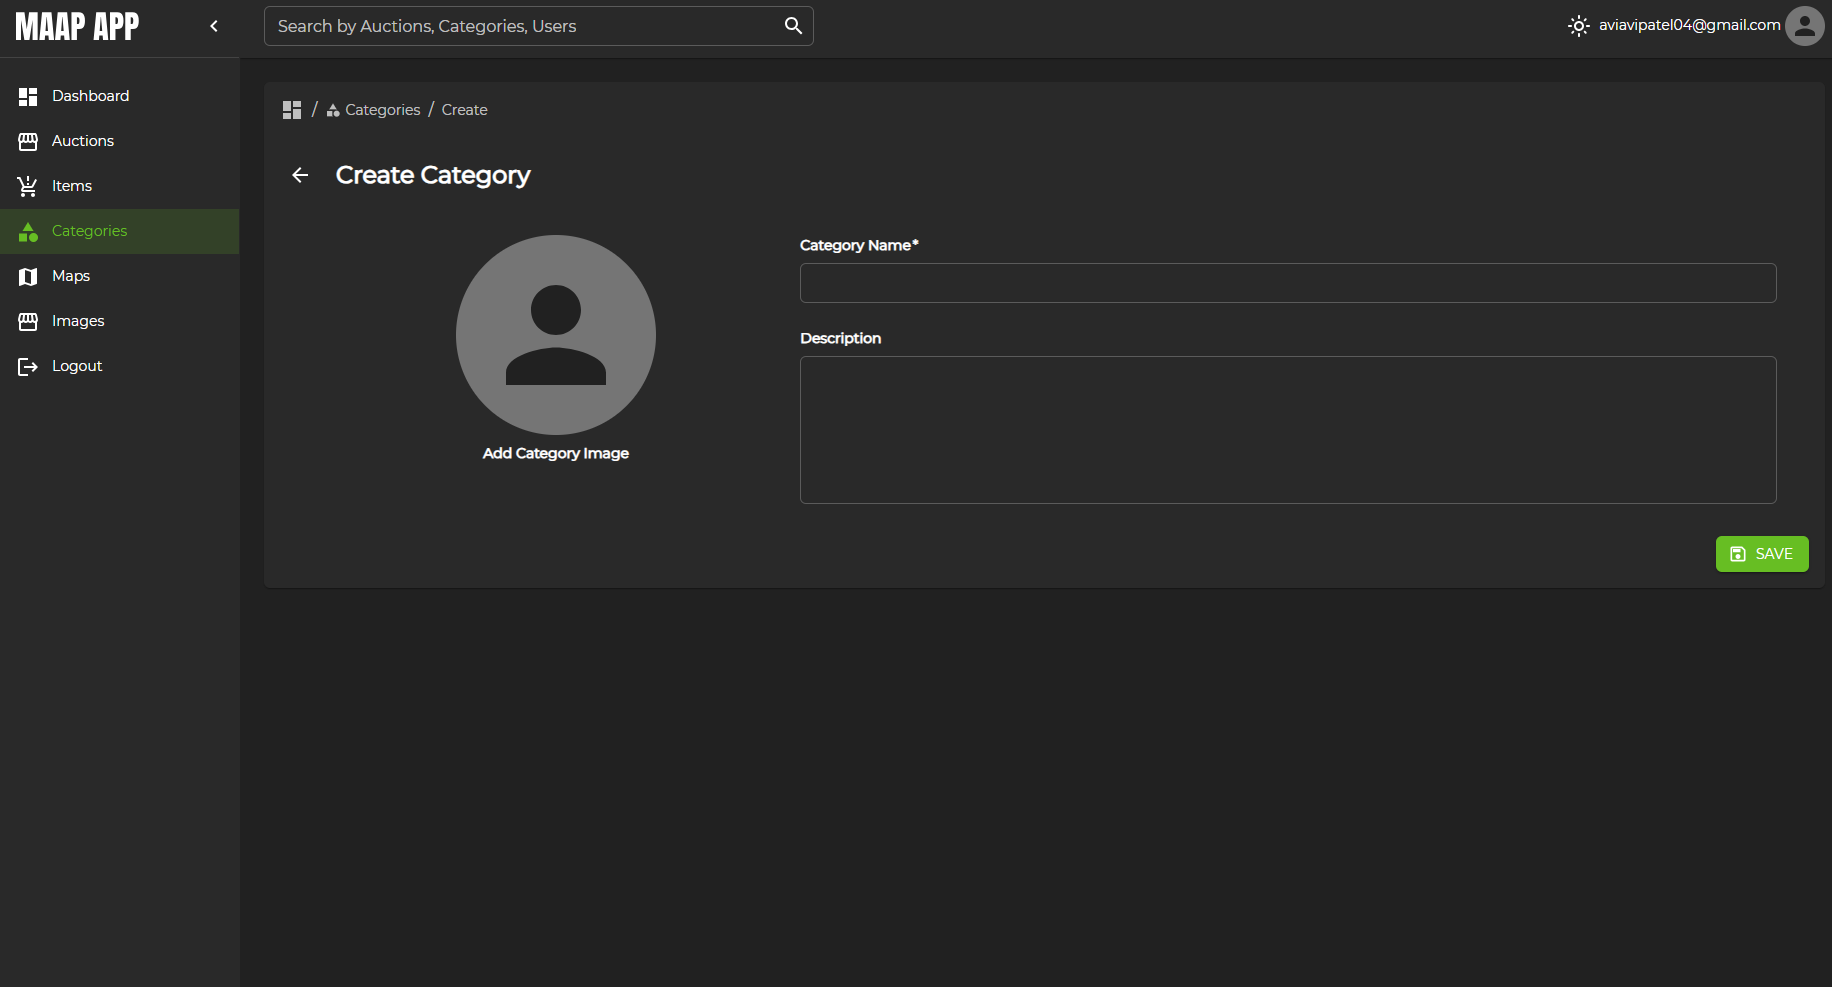 MAAP APP
Search by Auctions, Categories, Users
aviavipatel04@gmail.com
Dashboard
Auctions
Items
Categories
Maps
Images
Logout
/ Categories / Create
Create Category
Add Category Image
Category Name*
Description
SAVE